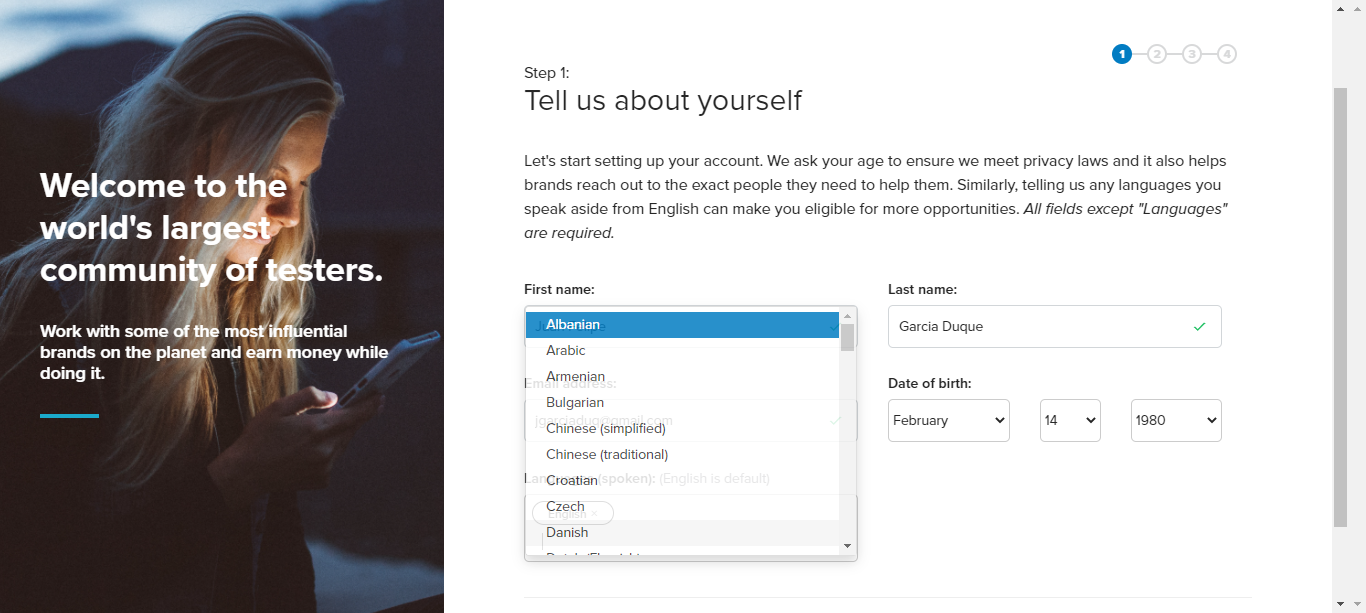 Welcome to the
world's largest
community of testers.
Work with some of the most influential
brands on the planet and earn money while
doing it.
1 2 3 4
Step 1:
Tell us about yourself
Let's start setting up your account. We ask your age to ensure we meet privacy laws and it also helps
brands reach out to the exact people they need to help them. Similarly, telling us any languages you
speak aside from English can make you eligible for more opportunities. All fields except "Languages"
are required.
First name:
Last name:
Albanian
Garcia Duque
Arabic
Armenian
Email address:
Date of birth:
Bulgarian
February 14 1980
Chinese (simplified)
Chinese (traditional)
Croatian
(spoken): (English is default)
Czech
English ×
Danish